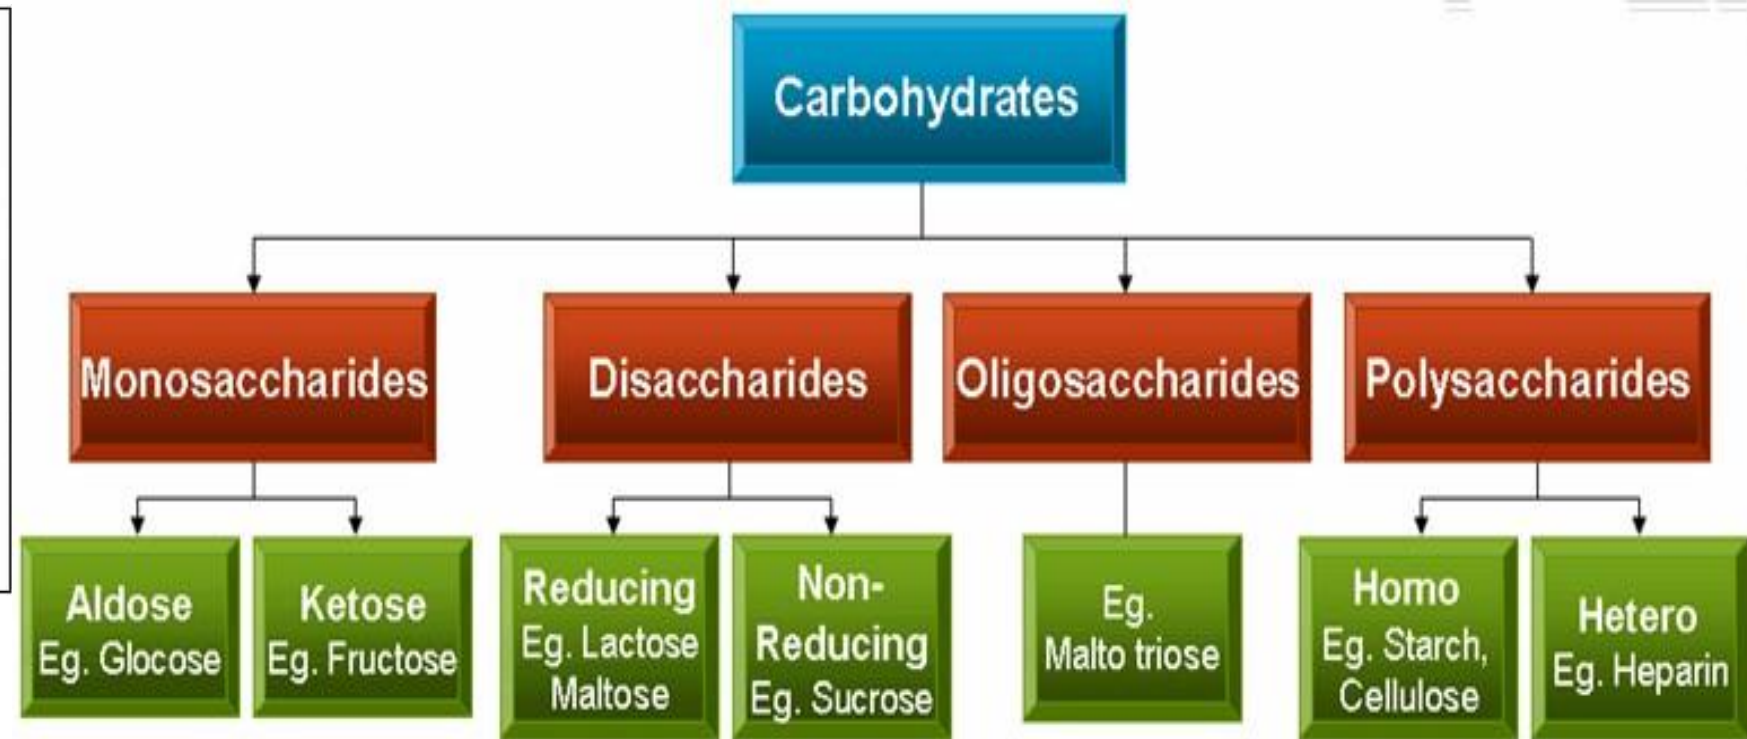 Carbohydrates
Monosaccharides
Disaccharides
Oligosaccharides
Polysaccharides
Aldose
Eg. Glocose
Ketose
Eg. Fructose
Reducing
Eg. Lactose
Maltose
Non-
Reducing
Eg. Sucrose
Eg.
Malto triose
Homo
Eg. Starch,
Cellulose
Hetero
Eg. Heparin